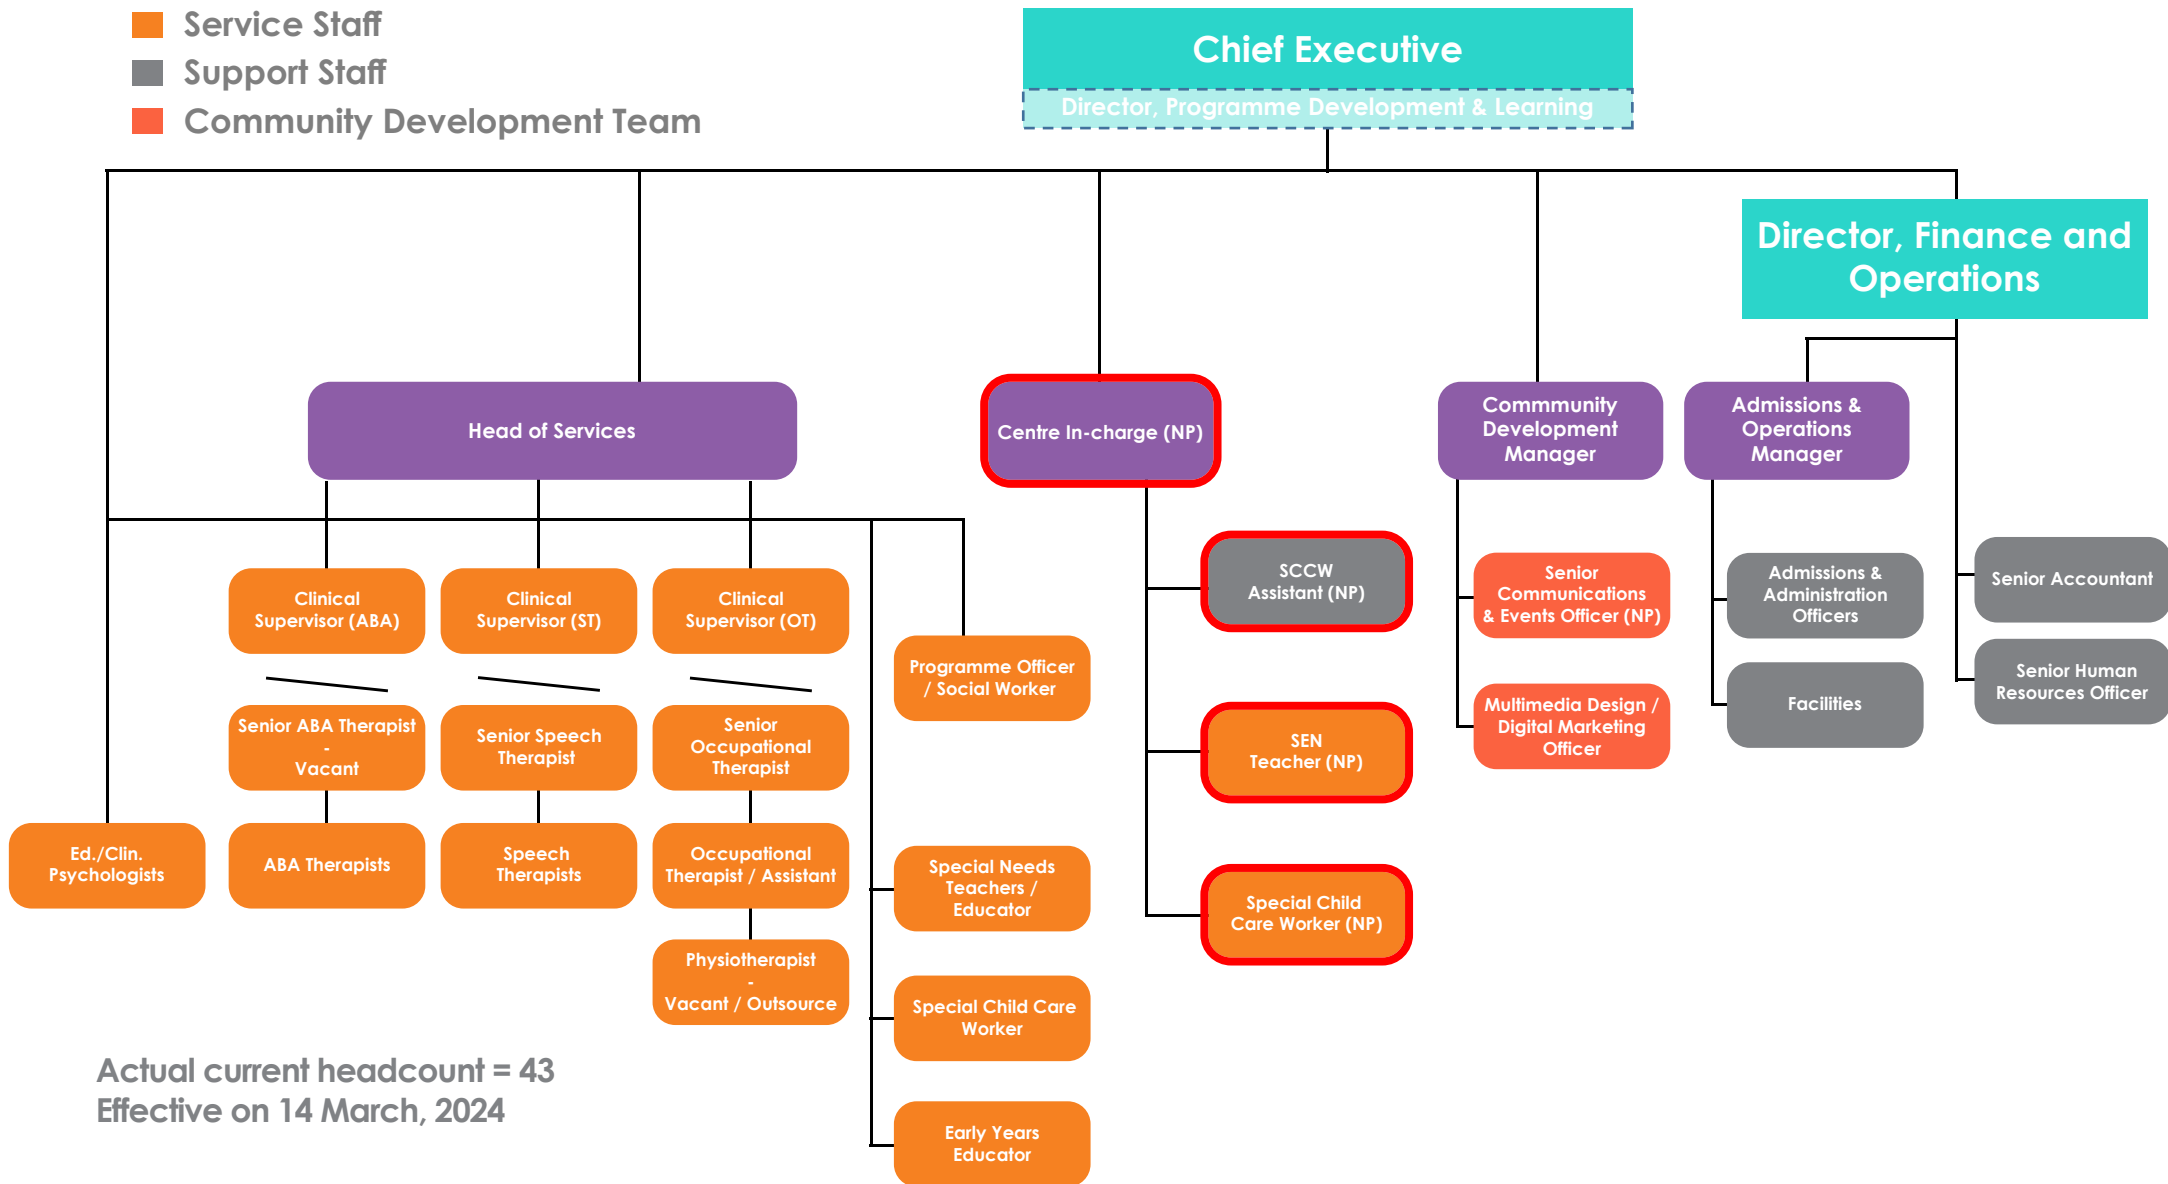 Service Staff
Support Staff
Community Development Team
Chief Executive
Director, Programme Development & Learning
Director, Finance and
Operations
Head of Services
Centre In-charge (NP)
Commmunity
Development
Manager
Admissions &
Operations
Manager
Clinical
Supervisor (ABA)
Clinical
Supervisor (ST)
Clinical
Supervisor (OT)
Programme Officer
/ Social Worker
SCCW
Assistant (NP)
Senior
Communications
& Events Officer (NP)
Admissions &
Administration
Officers
Senior Accountant
Senior ABA Therapist
-
Vacant
Senior Speech
Therapist
Senior
Occupational
Therapist
SEN
Teacher (NP)
Multimedia Design /
Digital Marketing
Officer
Facilities
Senior Human
Resources Officer
Ed./Clin.
Psychologists
ABA Therapists
Speech
Therapists
Occupational
Therapist / Assistant
Special Needs
Teachers /
Educator
Special Child
Care Worker (NP)
Physiotherapist
-
Vacant / Outsource
Special Child Care
Worker
Early Years
Educator
Actual current headcount = 43
Effective on 14 March, 2024